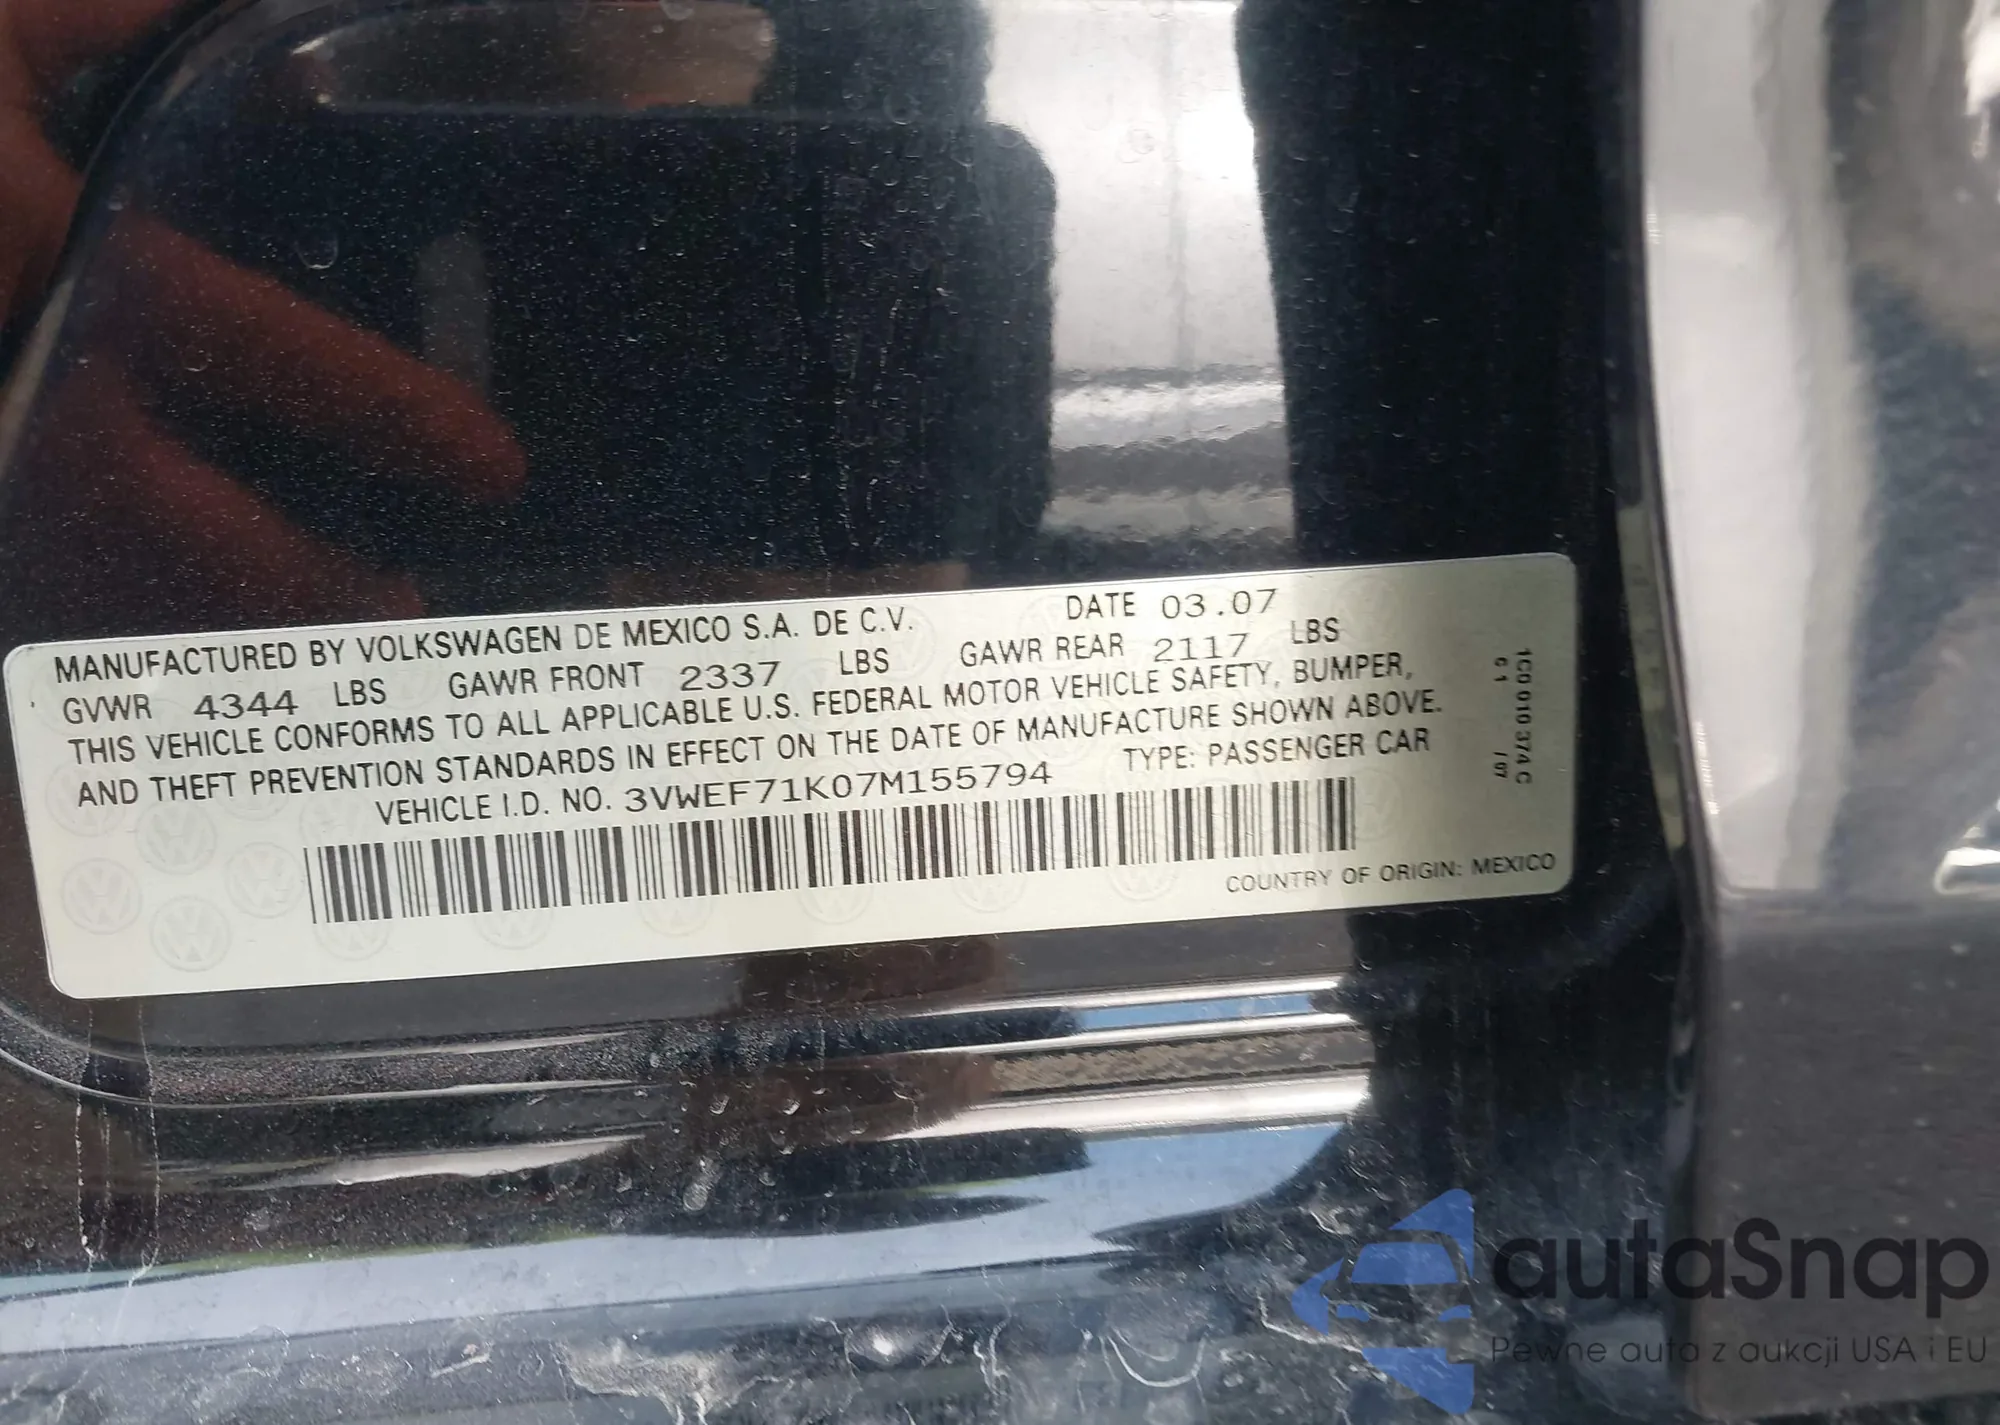 MANUFACTURED BY VOLKSWAGEN DE MEXICO S.A. DE C.V. DATE 03.07
GVWR 4344 LBS GAWR FRONT 2337 LBS GAWR REAR 2117 LBS
THIS VEHICLE CONFORMS TO ALL APPLICABLE U.S. FEDERAL MOTOR VEHICLE SAFETY, BUMPER,
AND THEFT PREVENTION STANDARDS IN EFFECT ON THE DATE OF MANUFACTURE SHOWN ABOVE.
VEHICLE I.D. NO. 3VWEF71K07M155794 TYPE: PASSENGER CAR
COUNTRY OF ORIGIN: MEXICO
1C0 010 374 C
autaSnap
Pewne auta z aukcji USA i EU